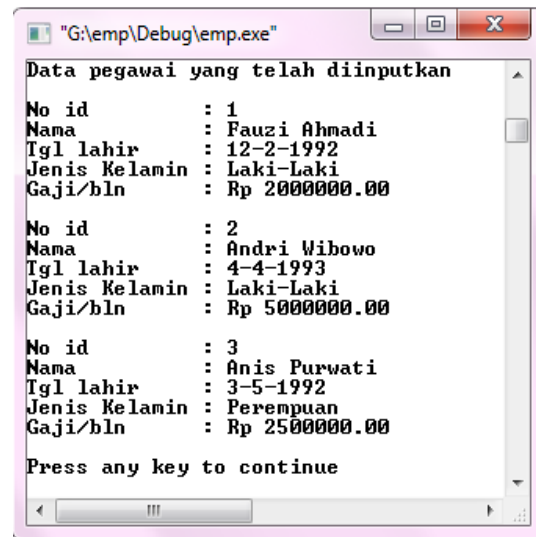 "G:\emp\Debug\emp.exe"
Data pegawai yang telah diinputkan
No id : 1
Nama : Fauzi Ahmadi
Tgl lahir : 12-2-1992
Jenis Kelamin : Laki-Laki
Gaji/bln : Rp 2000000.00
No id : 2
Nama : Andri Wibowo
Tgl lahir : 4-4-1993
Jenis Kelamin : Laki-Laki
Gaji/bln : Rp 5000000.00
No id : 3
Nama : Anis Purwati
Tgl lahir : 3-5-1992
Jenis Kelamin : Perempuan
Gaji/bln : Rp 2500000.00
Press any key to continue